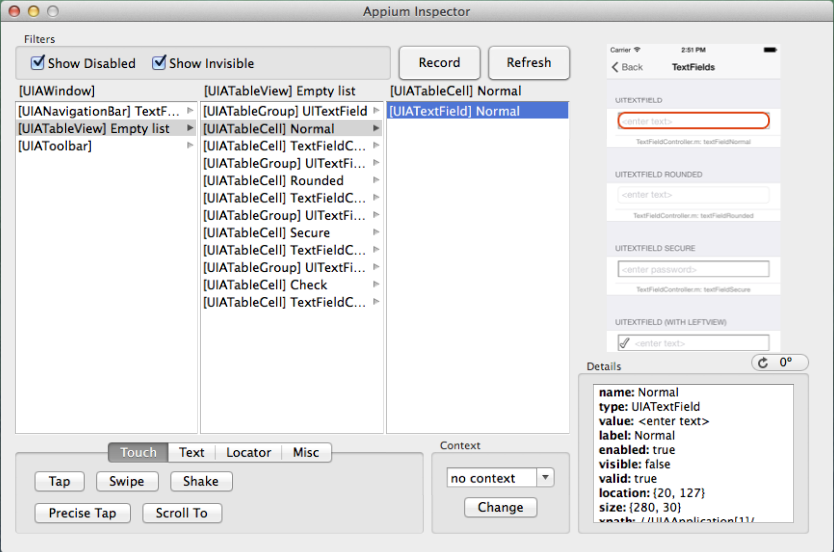 Appium Inspector
Filters
Show Disabled
Show Invisible
Record
Refresh
[UIAWindow]
[UIANavigationBar] TextF...
[UIATableView] Empty list
[UIAToolbar]
[UIATableView] Empty list
[UIATableGroup] UITextField
[UIATableCell] Normal
[UIATableCell] TextFieldC...
[UIATableGroup] UITextFi...
[UIATableCell] Rounded
[UIATableCell] TextFieldC...
[UIATableGroup] UITextFi...
[UIATableCell] Secure
[UIATableCell] TextFieldC...
[UIATableGroup] UITextFi...
[UIATableCell] Check
[UIATableCell] TextFieldC...
[UIATableCell] Normal
[UIATextField] Normal
Carrier
2:51 PM
Back
TextFields
UITEXTFIELD
<enter text>
TextFieldController.m: textFieldNormal
UITEXTFIELD ROUNDED
<enter text>
TextFieldController.m: textFieldRounded
UITEXTFIELD SECURE
<enter password>
TextFieldController.m: textFieldSecure
UITEXTFIELD (WITH LEFTVIEW)
<enter text>
0°
Details
name: Normal
type: UIATextField
value: <enter text>
label: Normal
enabled: true
visible: false
valid: true
location: {20, 127}
size: {280, 30}
xpath: //UIAApplication[1]/
Touch
Text
Locator
Misc
Tap
Swipe
Shake
Precise Tap
Scroll To
Context
no context
Change